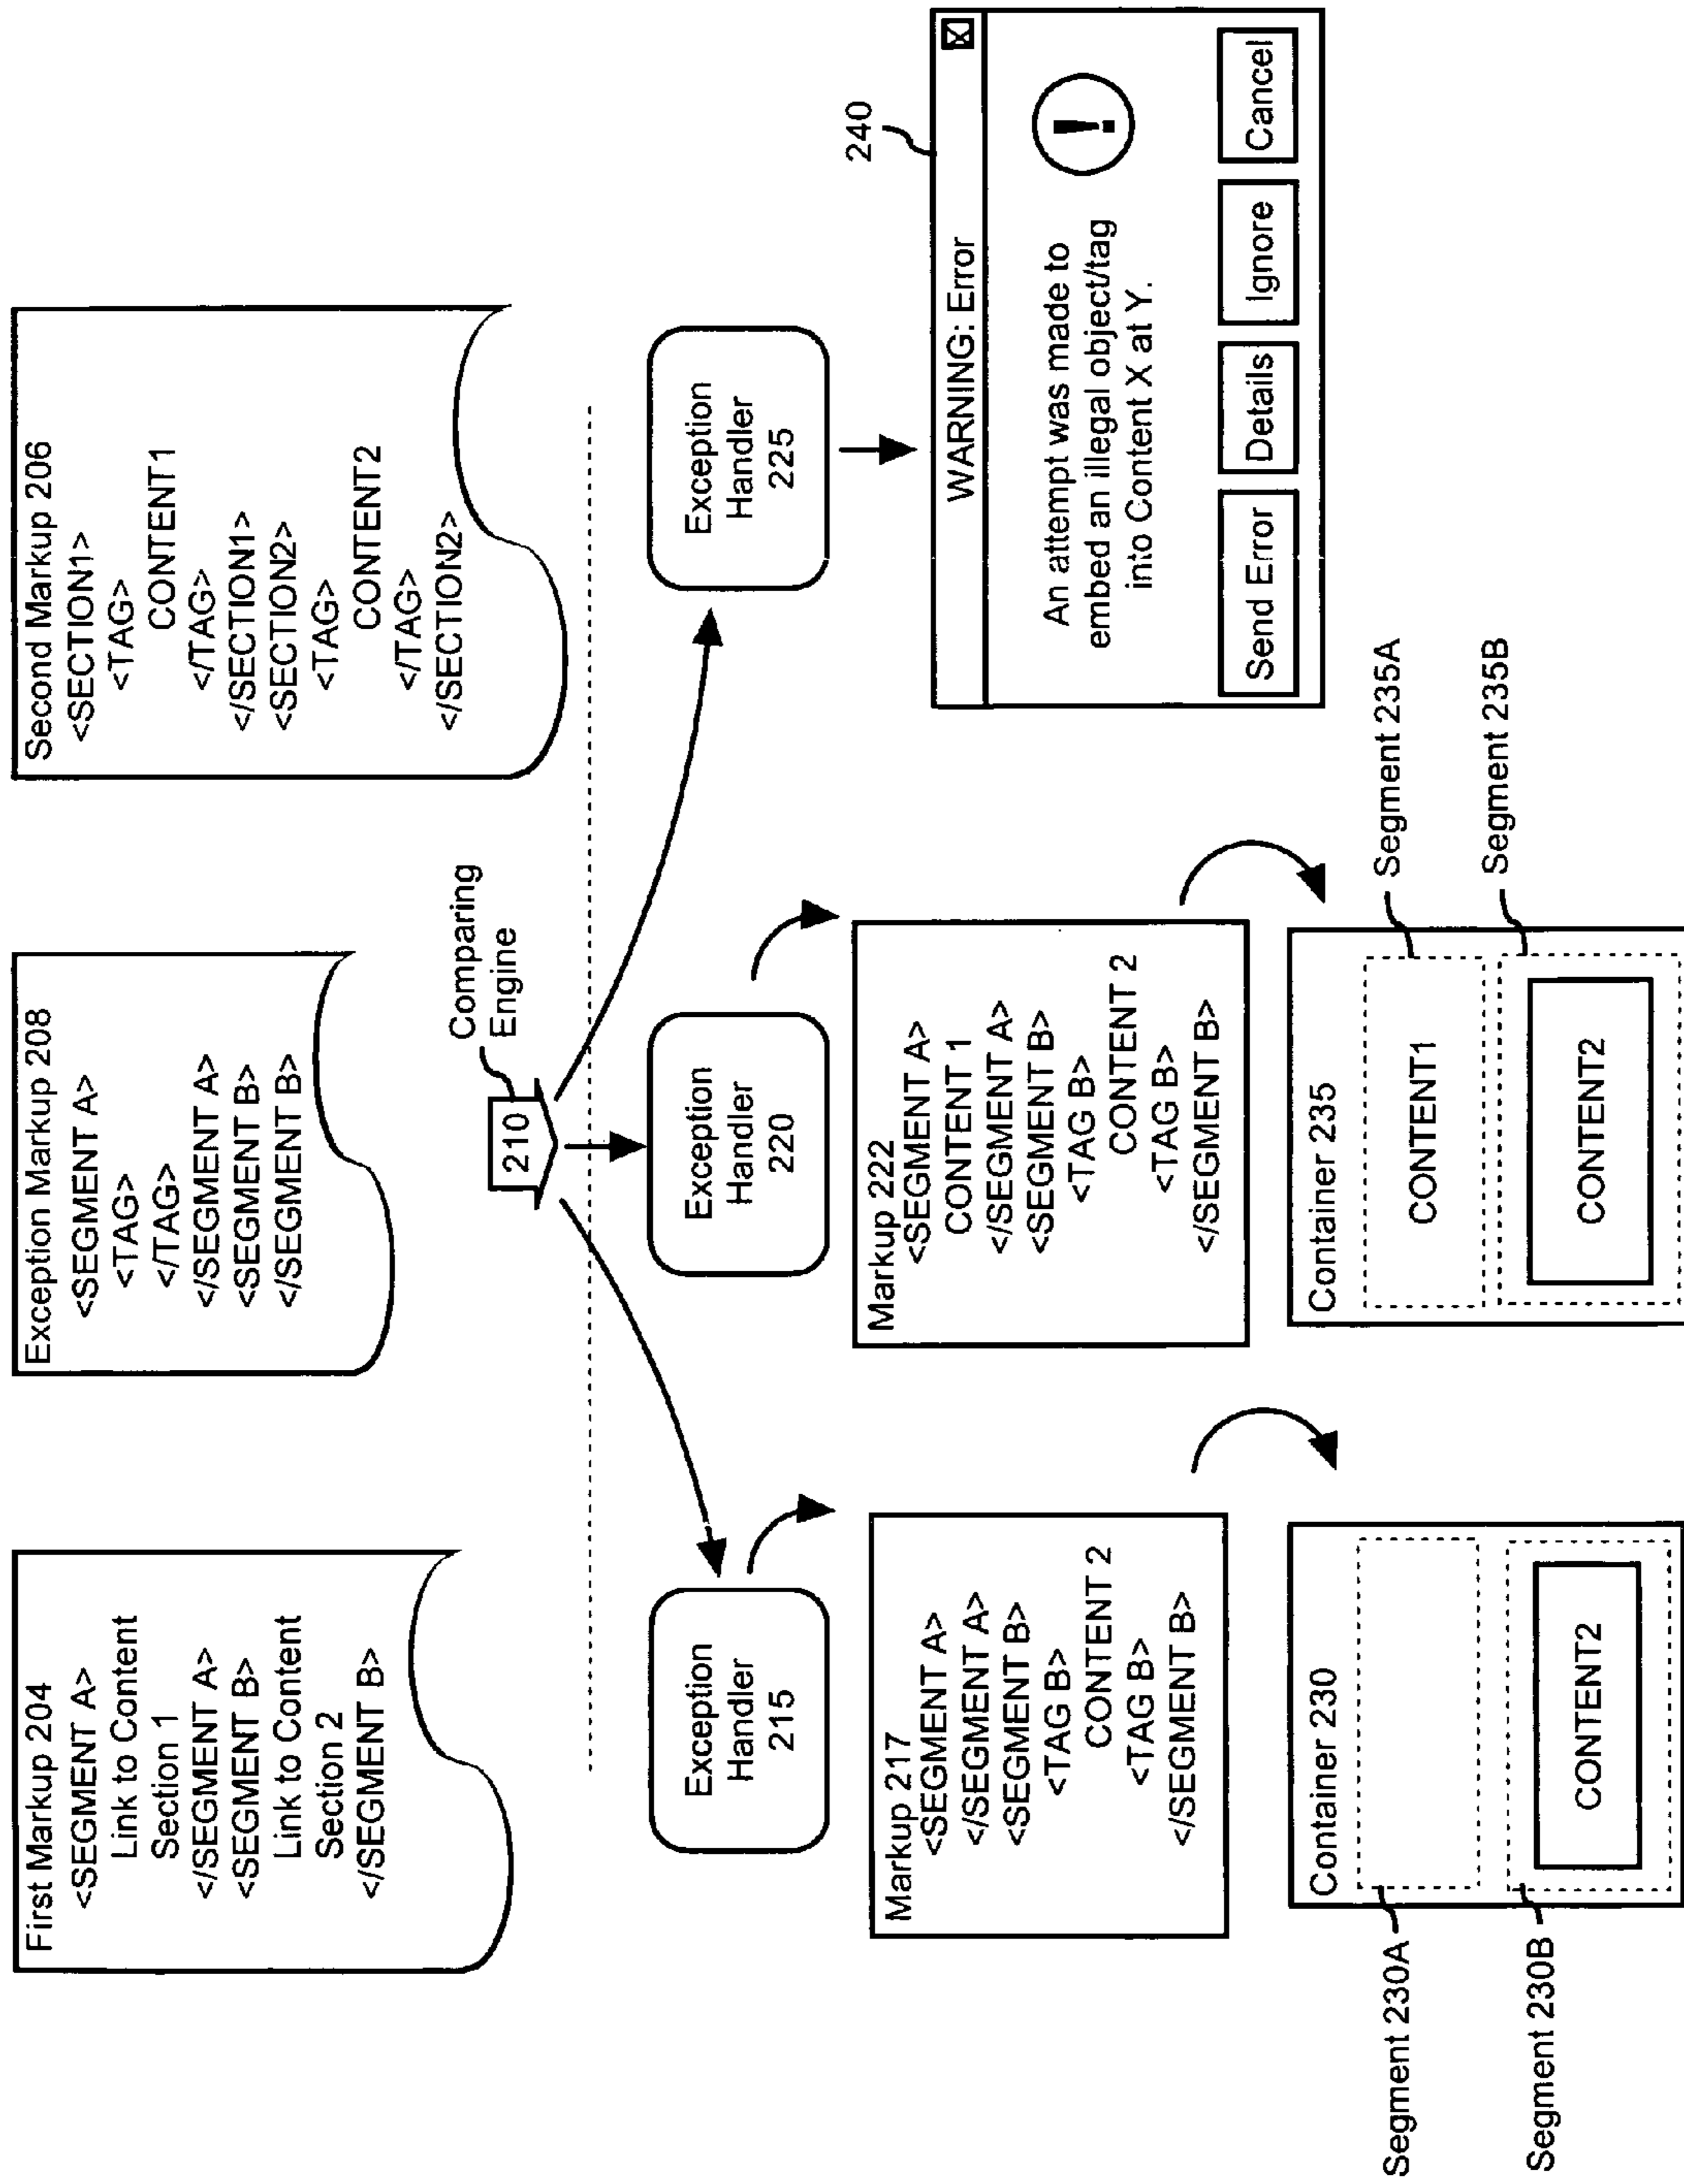 First Markup 204
<SEGMENT A>
Link to Content
Section 1
</SEGMENT A>
<SEGMENT B>
Link to Content
Section 2
</SEGMENT B>
Exception Markup 208
<SEGMENT A>
<TAG>
</TAG>
</SEGMENT A>
<SEGMENT B>
</SEGMENT B>
Second Markup 206
<SECTION1>
<TAG>
CONTENT1
</TAG>
</SECTION1>
<SECTION2>
<TAG>
CONTENT2
</TAG>
</SECTION2>
210
Comparing
Engine
Exception
Handler
215
Exception
Handler
220
Exception
Handler
225
Markup 217
<SEGMENT A>
</SEGMENT A>
<SEGMENT B>
<TAG B>
CONTENT 2
<TAG B>
</SEGMENT B>
Markup 222
<SEGMENT A>
CONTENT 1
</SEGMENT A>
<SEGMENT B>
<TAG B>
CONTENT 2
<TAG B>
</SEGMENT B>
240
WARNING: Error
X
An attempt was made to
embed an illegal object/tag
into Content X at Y.
!
Send Error
Details
Ignore
Cancel
Container 230
CONTENT2
Segment 230A
Segment 230B
Container 235
CONTENT1
CONTENT2
Segment 235A
Segment 235B